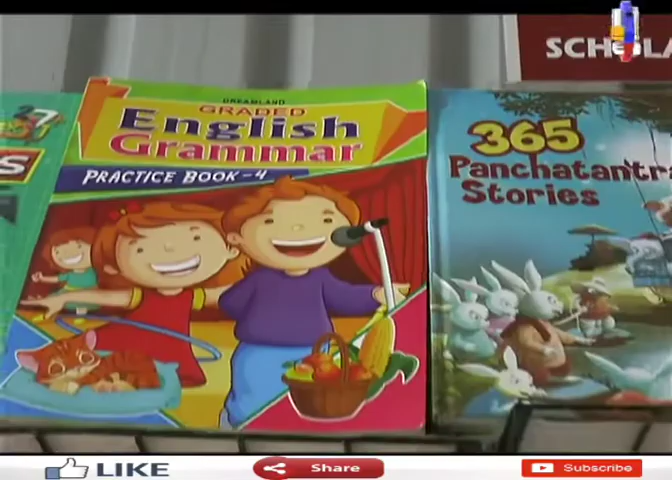 SCHOLA
DREAMLAND
GRADED
English
Grammar
PRACTICE BOOK-4
S
365
Panchatantra
Stories
LIKE
Share
Subscribe